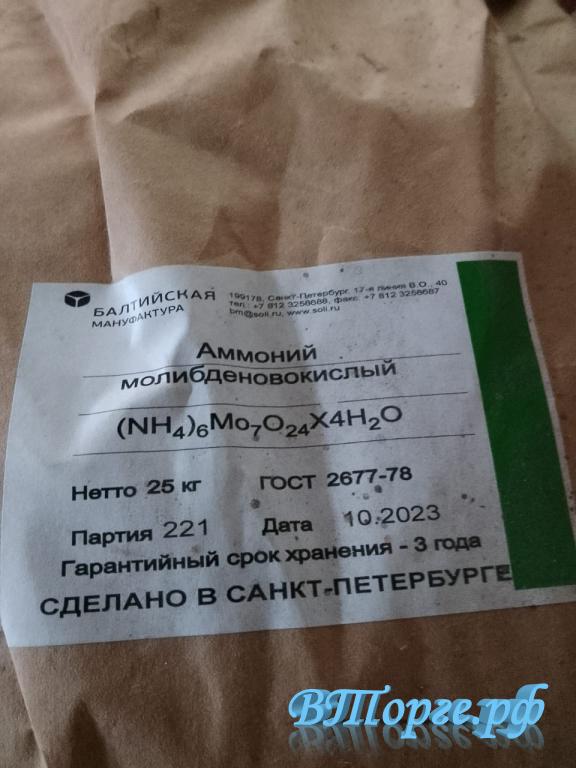 БАЛТИЙСКАЯ
МАНУФАКТУРА
199178, Санкт-Петербург, 17-я линия В.О., 40
тел.: +7 812 3258688, факс: +7 812 3258687
bm@soli.ru, www.soli.ru
Аммоний
молибденовокислый
(NH₄)₆Mo₇O₂₄X4H₂O
Нетто 25 кг ГОСТ 2677-78
Партия 221 Дата 10.2023
Гарантийный срок хранения - 3 года
СДЕЛАНО В САНКТ-ПЕТЕРБУРГЕ
ВТорге.рф